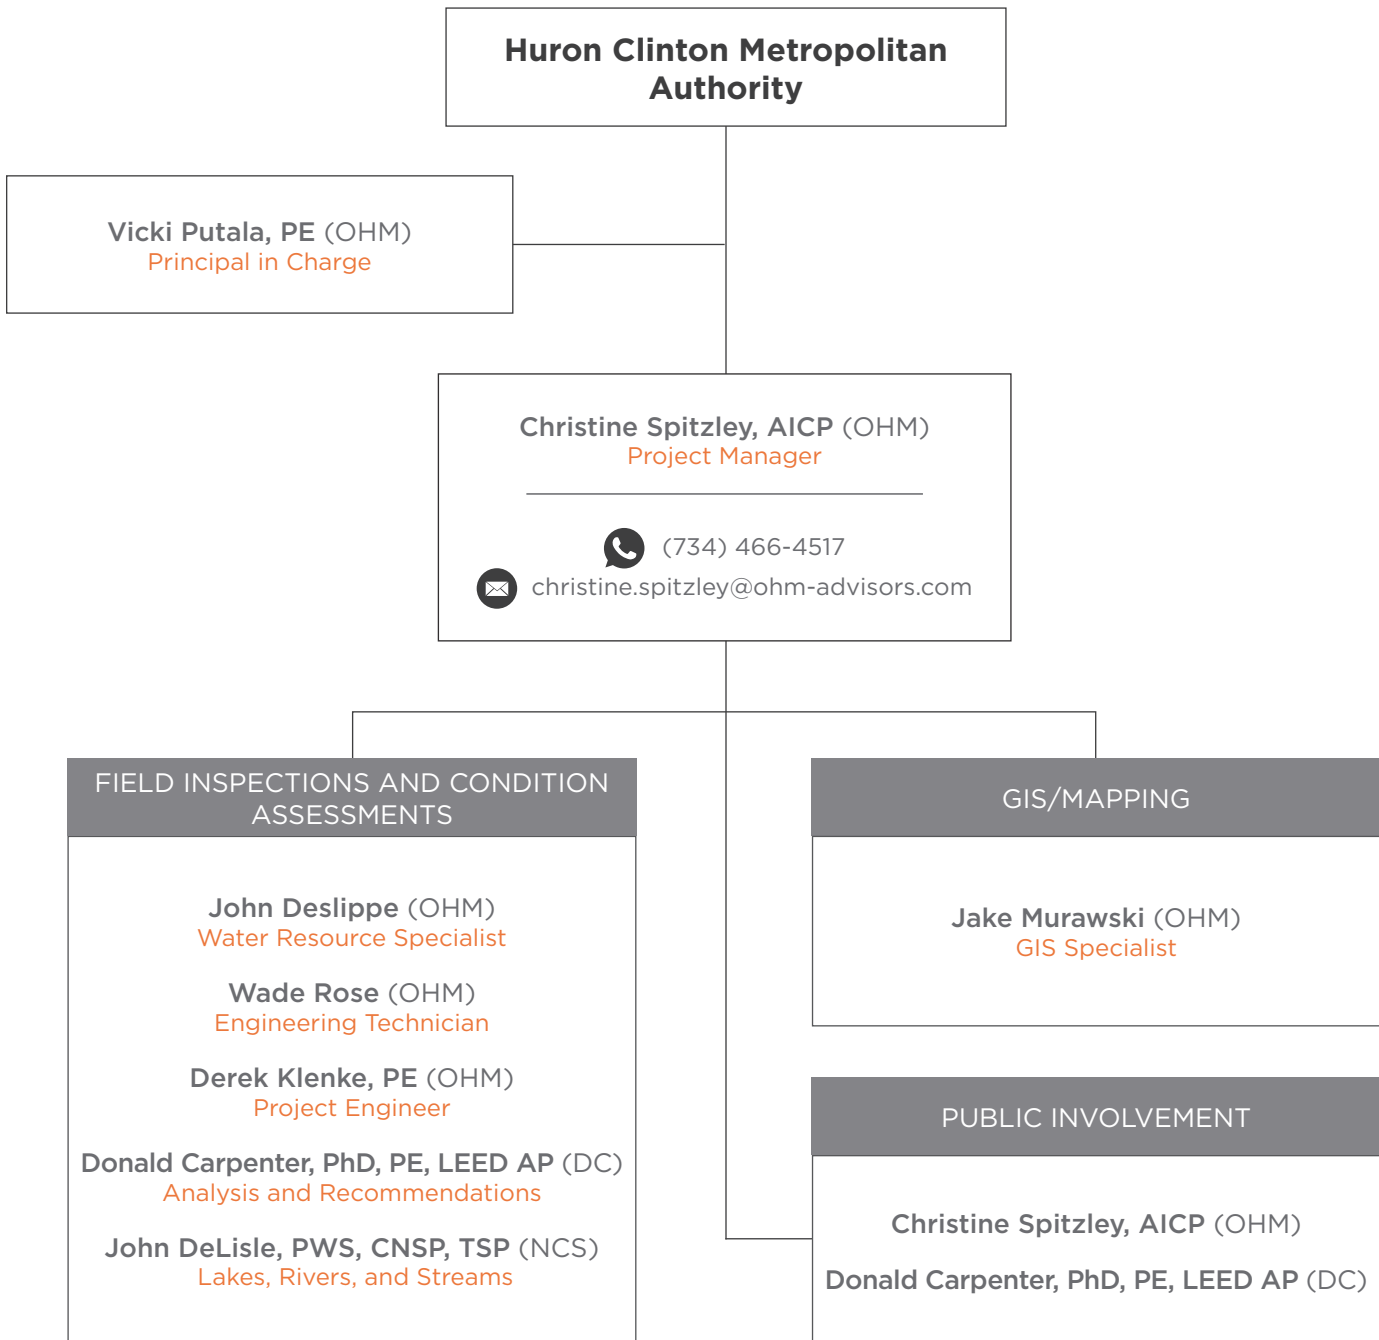 Huron Clinton Metropolitan
Authority
Vicki Putala, PE (OHM)
Principal in Charge
Christine Spitzley, AICP (OHM)
Project Manager
(734) 466-4517
christine.spitzley@ohm-advisors.com
FIELD INSPECTIONS AND CONDITION
ASSESSMENTS
John Deslippe (OHM)
Water Resource Specialist
Wade Rose (OHM)
Engineering Technician
Derek Klenke, PE (OHM)
Project Engineer
Donald Carpenter, PhD, PE, LEED AP (DC)
Analysis and Recommendations
John DeLisle, PWS, CNSP, TSP (NCS)
Lakes, Rivers, and Streams
GIS/MAPPING
Jake Murawski (OHM)
GIS Specialist
PUBLIC INVOLVEMENT
Christine Spitzley, AICP (OHM)
Donald Carpenter, PhD, PE, LEED AP (DC)